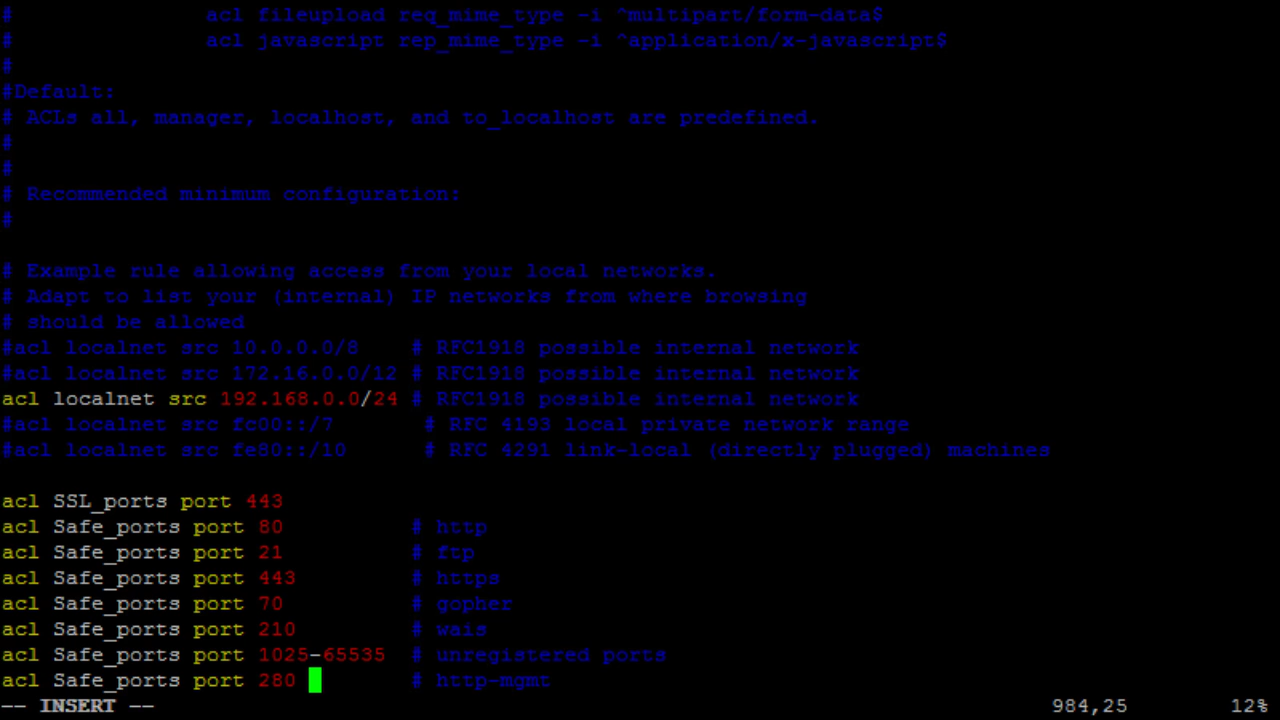 #               acl fileupload req_mime_type -i ^multipart/form-data$
#               acl javascript rep_mime_type -i ^application/x-javascript$
#
#Default:
# ACLs all, manager, localhost, and to_localhost are predefined.
#
#
# Recommended minimum configuration:
#
# Example rule allowing access from your local networks.
# Adapt to list your (internal) IP networks from where browsing
# should be allowed
#acl localnet src 10.0.0.0/8    # RFC1918 possible internal network
#acl localnet src 172.16.0.0/12 # RFC1918 possible internal network
acl localnet src 192.168.0.0/24 # RFC1918 possible internal network
#acl localnet src fc00::/7       # RFC 4193 local private network range
#acl localnet src fe80::/10      # RFC 4291 link-local (directly plugged) machines
acl SSL_ports port 443
acl Safe_ports port 80          # http
acl Safe_ports port 21          # ftp
acl Safe_ports port 443         # https
acl Safe_ports port 70          # gopher
acl Safe_ports port 210         # wais
acl Safe_ports port 1025-65535  # unregistered ports
acl Safe_ports port 280         # http-mgmt
-- INSERT --                                                                      984,25        12%